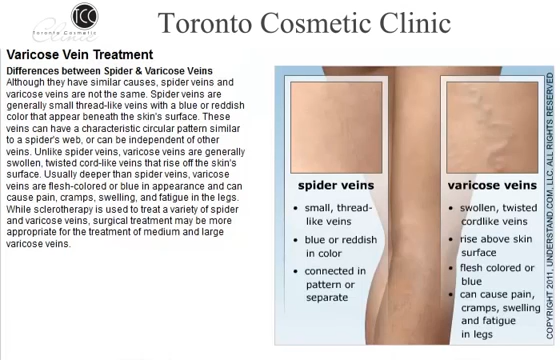 TCC
Toronto Cosmetic
Clinic
Toronto Cosmetic Clinic
Varicose Vein Treatment
Differences between Spider & Varicose Veins
Although they have similar causes, spider veins and
varicose veins are not the same. Spider veins are
generally small thread-like veins with a blue or reddish
color that appear beneath the skin's surface. These
veins can have a characteristic circular pattern similar
to a spider's web, or can be independent of other
veins. Unlike spider veins, varicose veins are generally
swollen, twisted cord-like veins that rise off the skin's
surface. Usually deeper than spider veins, varicose
veins are flesh-colored or blue in appearance and can
cause pain, cramps, swelling, and fatigue in the legs.
While sclerotherapy is used to treat a variety of spider
and varicose veins, surgical treatment may be more
appropriate for the treatment of medium and large
varicose veins.
spider veins
• small, thread-
like veins
• blue or reddish
in color
• connected in
pattern or
separate
varicose veins
• swollen, twisted
cordlike veins
• rise above skin
surface
• flesh colored or
blue
• can cause pain,
cramps, swelling
and fatigue
in legs
COPYRIGHT 2011, UNDERSTAND.COM, LLC. ALL RIGHTS RESERVED